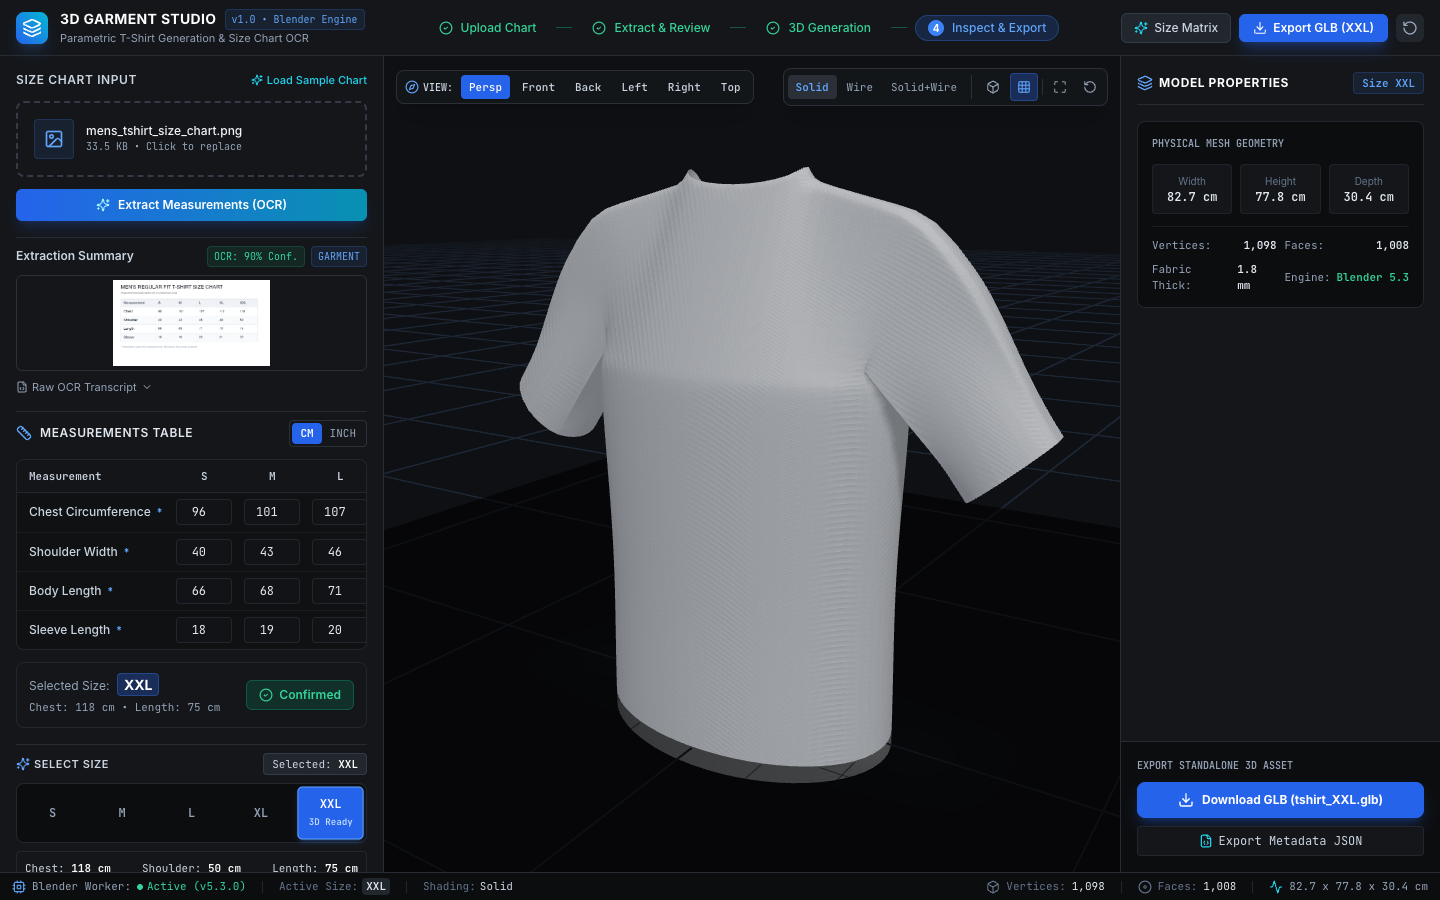 3D GARMENT STUDIO
v1.0 • Blender Engine
Parametric T-Shirt Generation & Size Chart OCR
Upload Chart
Extract & Review
3D Generation
4 Inspect & Export
Size Matrix
Export GLB (XXL)
SIZE CHART INPUT
Load Sample Chart
mens_tshirt_size_chart.png
33.5 KB • Click to replace
Extract Measurements (OCR)
Extraction Summary
OCR: 90% Conf.
GARMENT
MEN'S REGULAR FIT T-SHIRT SIZE CHART
Raw OCR Transcript
MEASUREMENTS TABLE
CM INCH
Measurement S M L
Chest Circumference * 96 101 107
Shoulder Width * 40 43 46
Body Length * 66 68 71
Sleeve Length * 18 19 20
Selected Size: XXL
Chest: 118 cm • Length: 75 cm
Confirmed
SELECT SIZE
Selected: XXL
S M L XL XXL
3D Ready
Chest: 118 cm Shoulder: 50 cm Length: 75 cm
VIEW: Persp Front Back Left Right Top
Solid Wire Solid+Wire
MODEL PROPERTIES
Size XXL
PHYSICAL MESH GEOMETRY
Width Height Depth
82.7 cm 77.8 cm 30.4 cm
Vertices: 1,098 Faces: 1,008
Fabric Thick: 1.8 mm Engine: Blender 5.3
EXPORT STANDALONE 3D ASSET
Download GLB (tshirt_XXL.glb)
Export Metadata JSON
Blender Worker: ● Active (v5.3.0)
Active Size: XXL
Shading: Solid
Vertices: 1,098
Faces: 1,008
82.7 x 77.8 x 30.4 cm